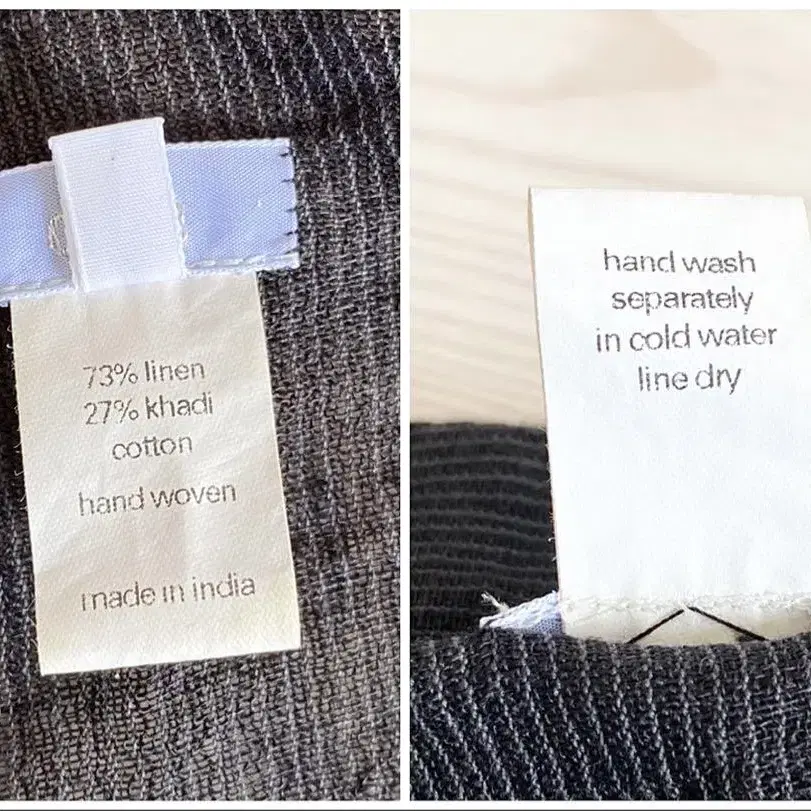 73% linen
27% khadi
cotton
hand woven
made in india
hand wash
separately
in cold water
line dry